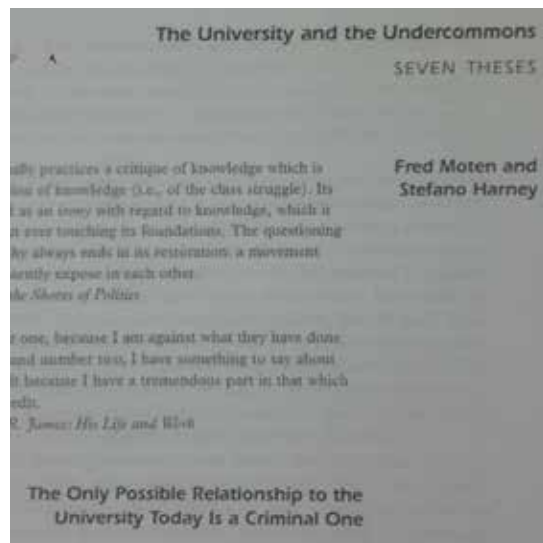 The University and the Undercommons
SEVEN THESES
Fred Moten and
Stefano Harney
ally practices a critique of knowledge which is
of knowledge (i.e., of the class struggle). Its
as an irony with regard to knowledge, which it
ever touching its foundations. The questioning
always ends in its restoration, a movement
ently expose in each other.
the Shores of Politics
one, because I am against what they have done
and number two, I have something to say about
it because I have a tremendous part in that which
edit.
R. James: His Life and Work
The Only Possible Relationship to the
University Today Is a Criminal One